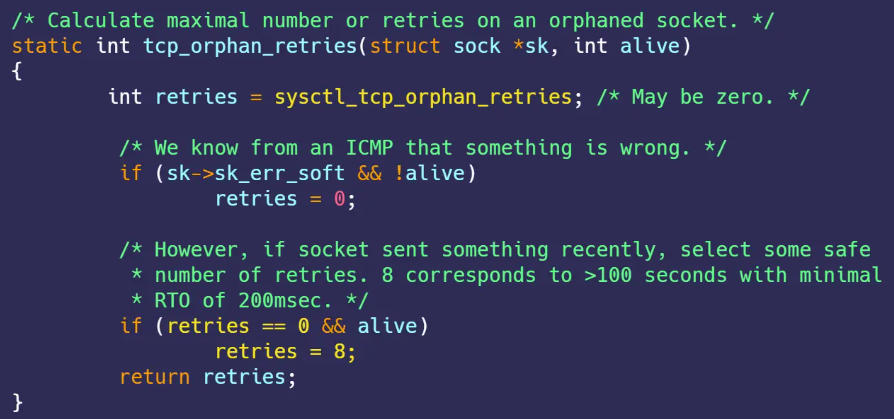 /* Calculate maximal number or retries on an orphaned socket. */
static int tcp_orphan_retries(struct sock *sk, int alive)
{
        int retries = sysctl_tcp_orphan_retries; /* May be zero. */

         /* We know from an ICMP that something is wrong. */
         if (sk->sk_err_soft && !alive)
                 retries = 0;

         /* However, if socket sent something recently, select some safe
          * number of retries. 8 corresponds to >100 seconds with minimal
          * RTO of 200msec. */
         if (retries == 0 && alive)
                 retries = 8;
         return retries;
}